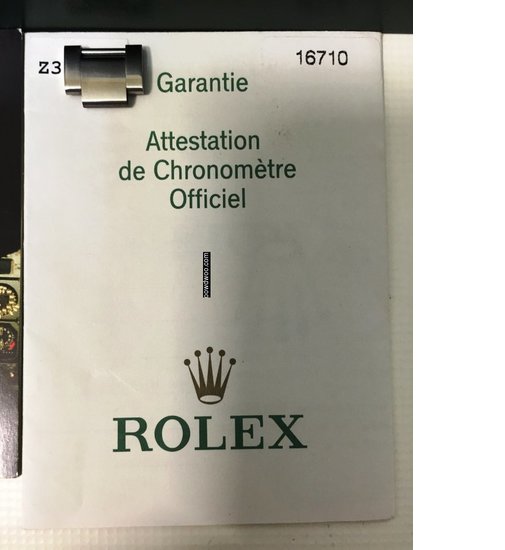 Z3
16710
Garantie
Attestation
de Chronomètre
Officiel
ROLEX